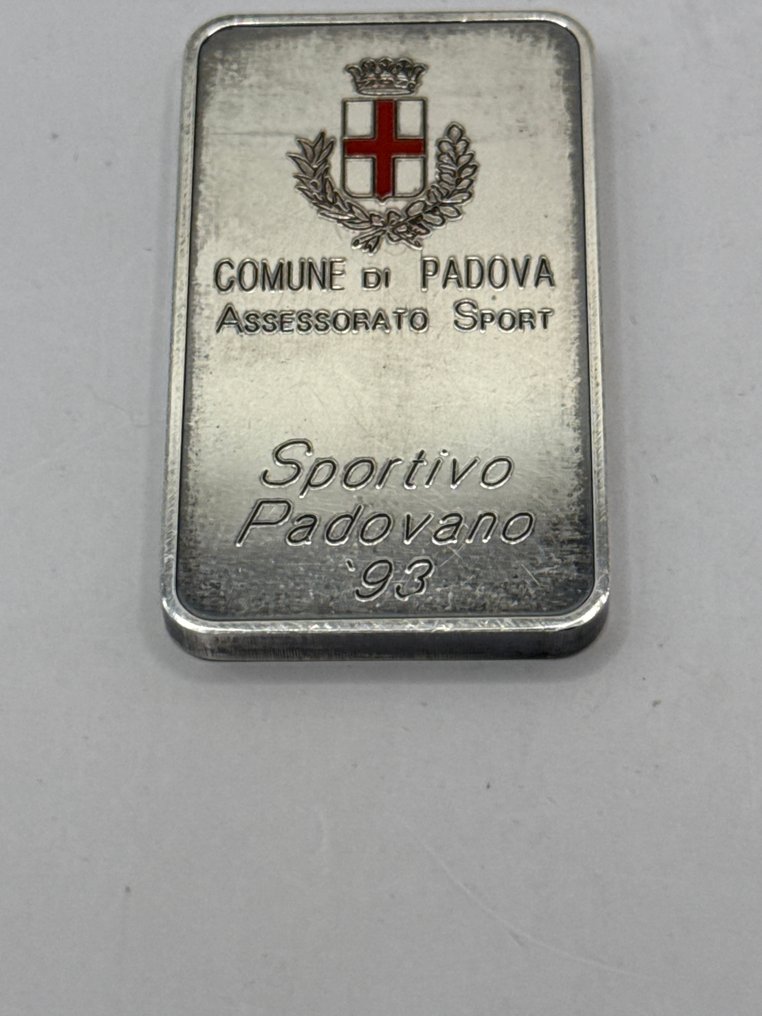 COMUNE DI PADOVA
ASSESSORATO SPORT
Sportivo
Padovano
'93